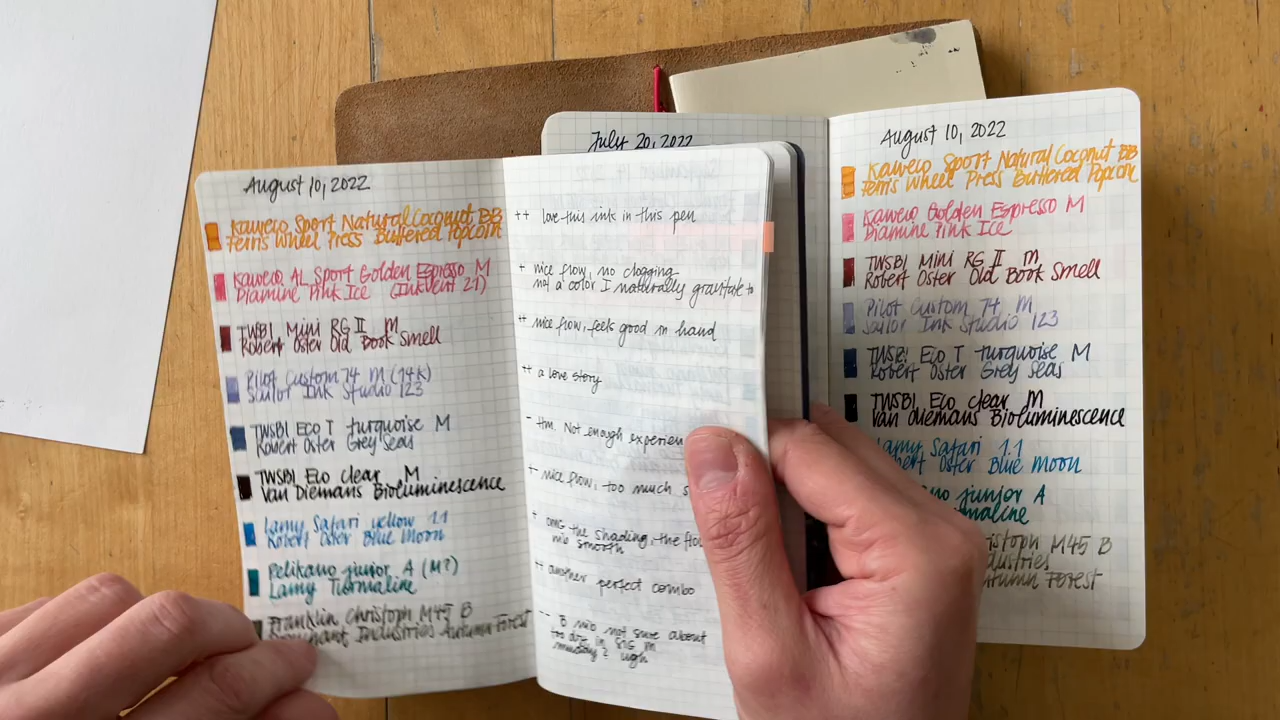 August 10, 2022
Kaweco Sport Natural Coconut BB
Ferris Wheel Press Buttered Popcorn
Kaweco AL Sport Golden Espresso M
Diamine Pink Ice (Inkvent 21)
TWSBI Mini RG II M
Robert Oster Old Book Smell
Pilot Custom 74 M (14k)
Sailor Ink Studio 123
TWSBI ECO T turquoise M
Robert Oster Grey Seas
TWSBI Eco clear M
Van Diemans Bioluminescence
Lamy Safari yellow 1.1
Robert Oster Blue Moon
Pelikano junior A (M?)
Lamy Turmaline
Franklin Christoph M45 B
Industries Autumn Forest
++ love this ink in this pen
+ nice flow, no clogging
not a color I naturally gravitate to
++ nice flow, feels good in hand
++ a love story
- Hm. Not enough
+ nice flow, too much
+ omg the shading, the
nib smooth
++ another perfect combo
-- B nib not sure about
too dry in
ugh
July 20, 2022
August 10, 2022
Kaweco Sport Natural Coconut BB
Ferris Wheel Press Buttered Popcorn
Kaweco Golden Espresso M
Diamine Pink Ice
TWSBI Mini RG II M
Robert Oster Old Book Smell
Pilot Custom 74 M
Sailor Ink Studio 123
TWSBI Eco T turquoise M
Robert Oster Grey Seas
TWSBI Eco clear M
Van Diemans Bioluminescence
Lamy Safari 1.1
Oster Blue Moon
junior A
M45 B
Forest